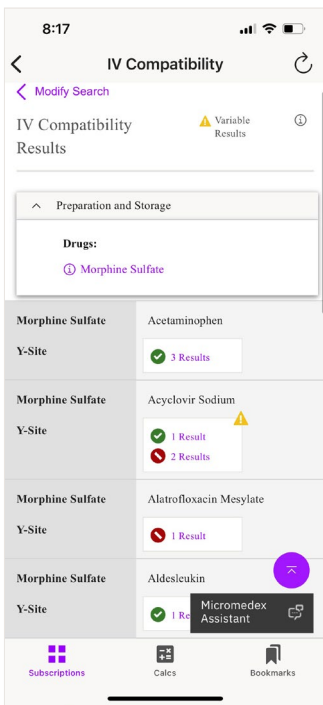 8:17
IV Compatibility
Modify Search
IV Compatibility
Results
Variable
Results
Preparation and Storage
Drugs:
Morphine Sulfate
Morphine Sulfate
Acetaminophen
Y-Site
3 Results
Morphine Sulfate
Acyclovir Sodium
Y-Site
1 Result
2 Results
Morphine Sulfate
Alatrofloxacin Mesylate
Y-Site
1 Result
Morphine Sulfate
Aldesleukin
Y-Site
1 Re
Micromedex
Assistant
Subscriptions
Calcs
Bookmarks